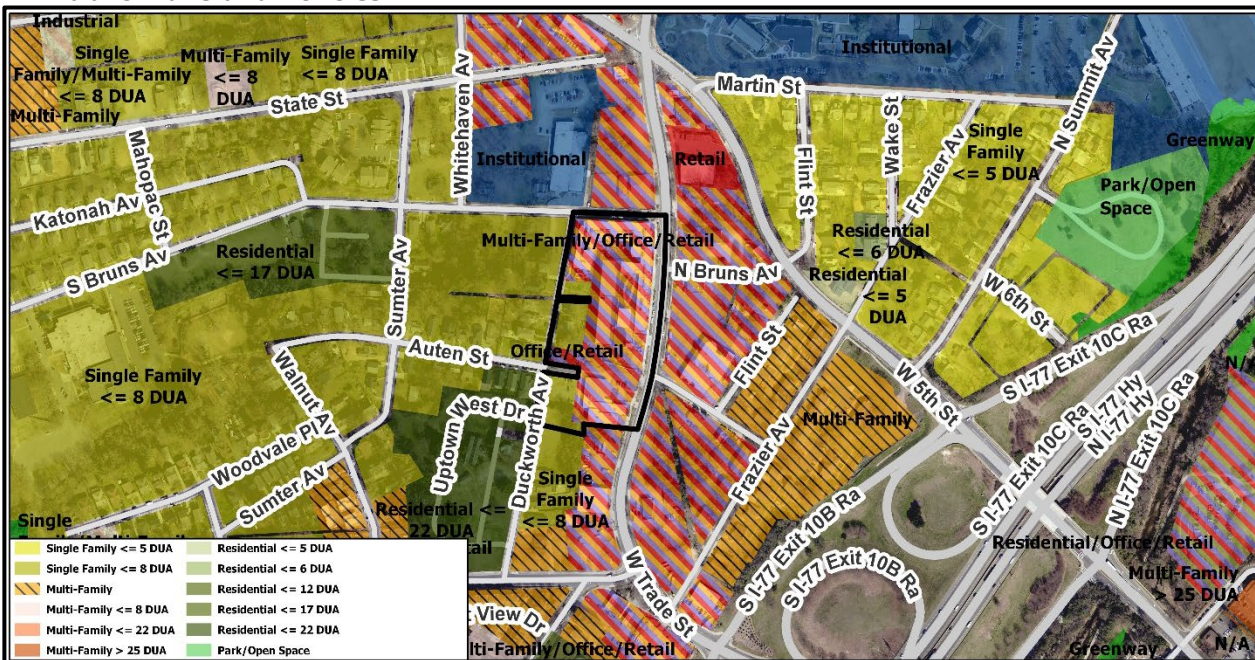 Industrial
Single
Family/Multi-Family
<= 8 DUA
Multi-Family
Multi-Family
<= 8
DUA
Single Family
<= 8 DUA
State St
Whitehaven Av
Institutional
Martin St
N Summit Av
Greenway
Mahopac St
Katonah Av
S Bruns Av
Institutional
Retail
Flint St
Wake St
Frazier Av
Single
Family
<= 5 DUA
Park/Open
Space
Residential
<= 17 DUA
Sumter Av
Multi-Family/Office/Retail
N Bruns Av
Residential
<= 6 DUA
Residential
<= 5
DUA
W 6th St
Auten St
Office/Retail
Flint St
W 5th St
S I-77 Exit 10C Ra
N/A
Single Family
<= 8 DUA
Walnut Av
Woodvale Pl
Sumter Av
Uptown West Dr
Duckworth Av
Frazier Av
Multi-Family
S I-77 Exit 10C Ra
S I-77 Hy
N I-77 Hy
N I-77 Exit 10C Ra
Single
Family
<= 8 DUA
Residential <=
22 DUA
W Trade St
S I-77 Exit 10B Ra
S I-77 Exit 10B Ra
Residential/Office/Retail
Multi-Family
> 25 DUA
Single
View Dr
Multi-Family/Office/Retail
Greenway
N/A
Single Family <= 5 DUA
Single Family <= 8 DUA
Multi-Family
Multi-Family <= 8 DUA
Multi-Family <= 22 DUA
Multi-Family > 25 DUA
Residential <= 5 DUA
Residential <= 6 DUA
Residential <= 12 DUA
Residential <= 17 DUA
Residential <= 22 DUA
Park/Open Space